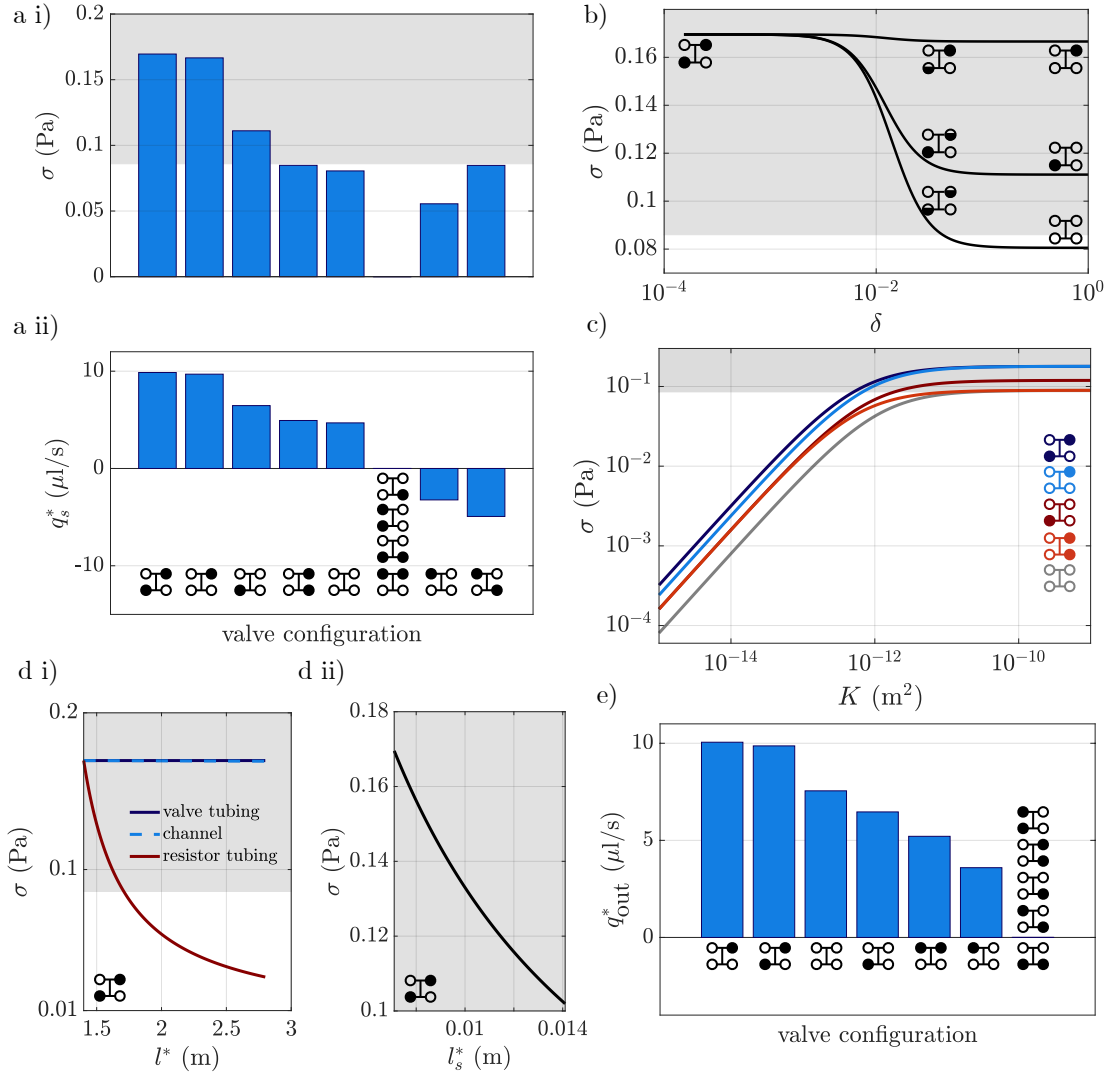 a i)
0.2
0.15
0.1
0.05
0
σ (Pa)
b)
0.16
0.14
0.12
0.1
0.08
σ (Pa)
10^-4
10^-2
10^0
δ
a ii)
10
0
-10
q_s^* (μl/s)
valve configuration
c)
10^-1
10^-2
10^-3
10^-4
σ (Pa)
10^-14
10^-12
10^-10
K (m^2)
d i)
0.2
0.1
0.01
σ (Pa)
valve tubing
channel
resistor tubing
1.5
2
2.5
3
l^* (m)
d ii)
0.18
0.16
0.14
0.12
0.1
σ (Pa)
0.01
0.014
l_s^* (m)
e)
10
5
0
q_out^* (μl/s)
valve configuration